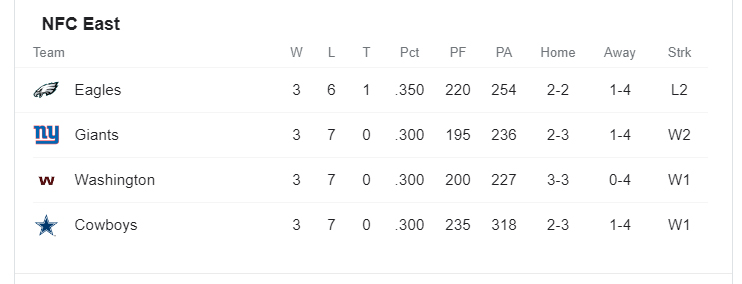 NFC East
Team W L T Pct PF PA Home Away Strk
Eagles 3 6 1 .350 220 254 2-2 1-4 L2
ny Giants 3 7 0 .300 195 236 2-3 1-4 W2
W Washington 3 7 0 .300 200 227 3-3 0-4 W1
Cowboys 3 7 0 .300 235 318 2-3 1-4 W1